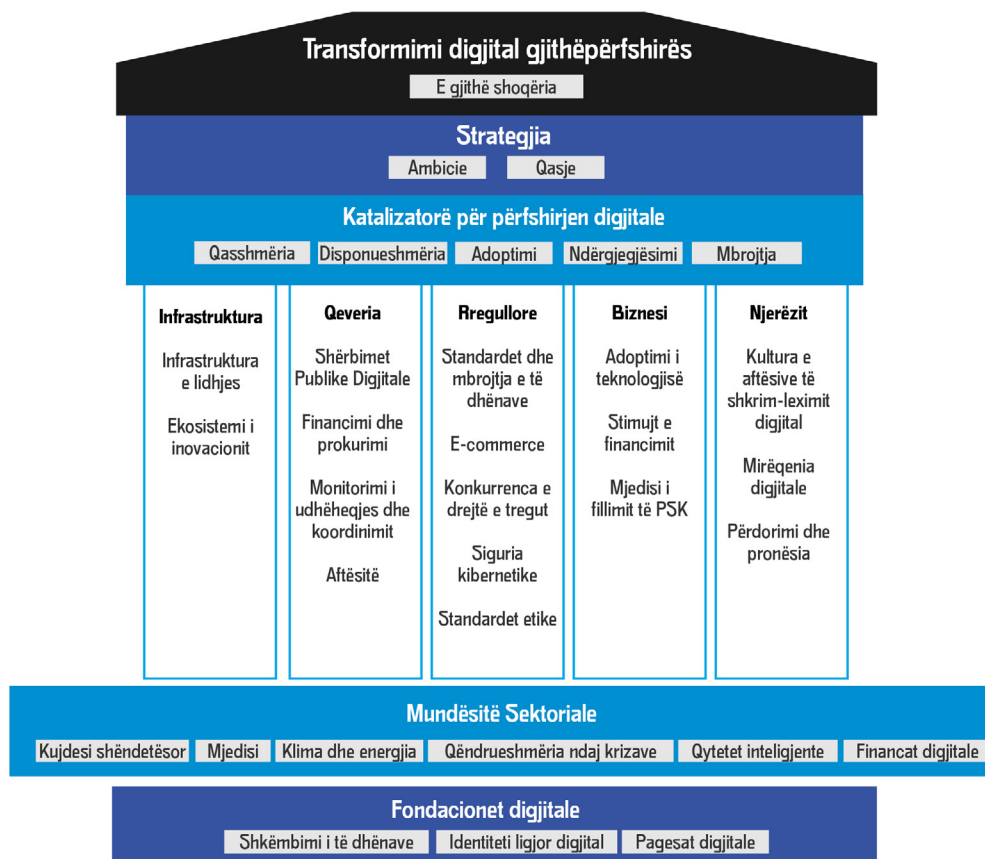 Transformimi digjital gjithëpërfshirës
E gjithë shoqëria
Strategjia
Ambicie Qasje
Katalizatorë për përfshirjen digjitale
Qasshmëria Disponueshmëria Adoptimi Ndërgjegjësimi Mbrojtja
Infrastruktura
Infrastruktura
e lidhjes
Ekosistemi i
inovacionit
Qeveria
Shërbimet
Publike Digjitale
Financimi dhe
prokurimi
Monitorimi i
udhëheqjes dhe
koordinimit
Aftësitë
Rregullore
Standardet dhe
mbrojtja e të
dhënave
E-commerce
Konkurrenca e
drejtë e tregut
Siguria
kibernetike
Standardet etike
Biznesi
Adoptimi i
teknologjisë
Stimujt e
financimit
Mjedisi i
fillimit të PSK
Njerëzit
Kultura e
aftësive të
shkrim-leximit
digjital
Mirëqenia
digjitale
Përdorimi dhe
pronësia
Mundësitë Sektoriale
Kujdesi shëndetësor Mjedisi Klima dhe energjia Qëndrueshmëria ndaj krizave Qytetet inteligjente Financat digjitale
Fondacionet digjitale
Shkëmbimi i të dhënave Identiteti ligjor digjital Pagesat digjitale